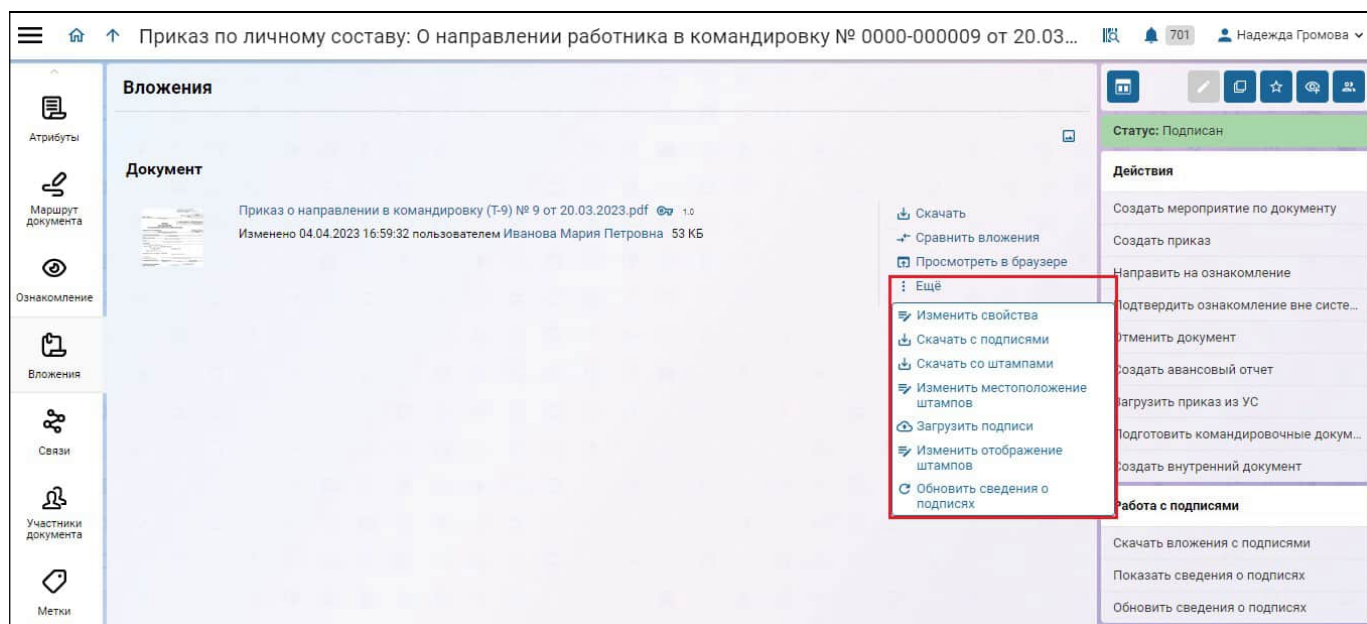 Приказ по личному составу: О направлении работника в командировку № 0000-000009 от 20.03...
701
Надежда Громова
Атрибуты
Маршрут
документа
Ознакомление
Вложения
Связи
Участники
документа
Метки
Вложения
Документ
Приказ о направлении в командировку (Т-9) № 9 от 20.03.2023.pdf 1.0
Изменено 04.04.2023 16:59:32 пользователем Иванова Мария Петровна 53 КБ
Скачать
Сравнить вложения
Просмотреть в браузере
Ещё
Изменить свойства
Скачать с подписями
Скачать со штампами
Изменить местоположение
штампов
Загрузить подписи
Изменить отображение
штампов
Обновить сведения о
подписях
Статус: Подписан
Действия
Создать мероприятие по документу
Создать приказ
Направить на ознакомление
Подтвердить ознакомление вне систе...
Отменить документ
Создать авансовый отчет
Загрузить приказ из УС
Подготовить командировочные докум...
Создать внутренний документ
Работа с подписями
Скачать вложения с подписями
Показать сведения о подписях
Обновить сведения о подписях